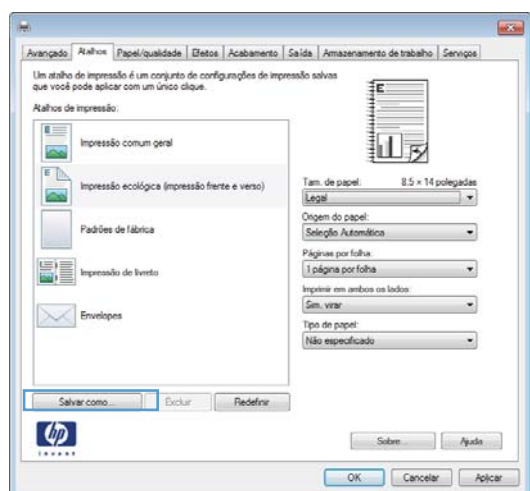 Avançado Atalhos Papel/qualidade Efeitos Acabamento Saída Armazenamento de trabalho Serviços
Um atalho de impressão é um conjunto de configurações de impressão salvas
que você pode aplicar com um único clique.
Atalhos de impressão:
Impressão comum geral
Impressão ecológica (impressão frente e verso)
Padrões de fábrica
Impressão de livreto
Envelopes
Salvar como... Excluir Redefinir
E
Tam. de papel: 8.5 × 14 polegadas
Legal
Origem do papel:
Seleção Automática
Páginas por folha:
1 página por folha
Imprimir em ambos os lados:
Sim, virar
Tipo de papel:
Não especificado
hp
invent
Sobre... Ajuda
OK Cancelar Aplicar